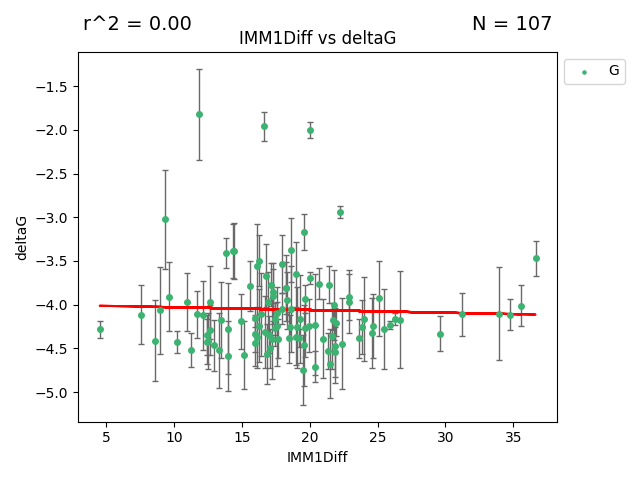 r^2 = 0.00
N = 107
IMM1Diff vs deltaG
G
−1.5
−2.0
−2.5
−3.0
−3.5
−4.0
−4.5
−5.0
deltaG
5 10 15 20 25 30 35
IMM1Diff